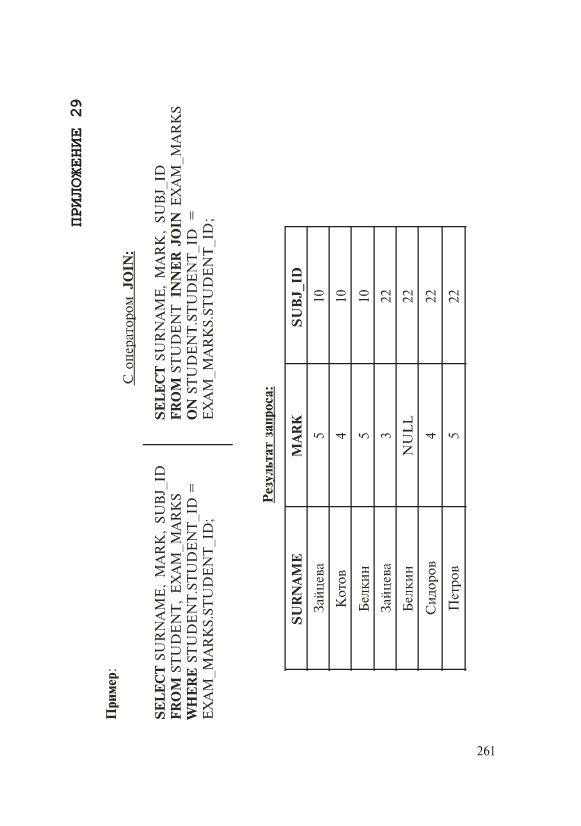 ПРИЛОЖЕНИЕ 29
Пример:
SELECT SURNAME, MARK, SUBJ_ID
FROM STUDENT, EXAM_MARKS
WHERE STUDENT.STUDENT_ID =
EXAM_MARKS.STUDENT_ID;
С оператором JOIN:
SELECT SURNAME, MARK, SUBJ_ID
FROM STUDENT INNER JOIN EXAM_MARKS
ON STUDENT.STUDENT_ID =
EXAM_MARKS.STUDENT_ID;
Результат запроса:
SURNAME MARK SUBJ_ID
Зайцева 5 10
Котов 4 10
Белкин 5 10
Зайцева 3 22
Белкин NULL 22
Сидоров 4 22
Петров 5 22
261